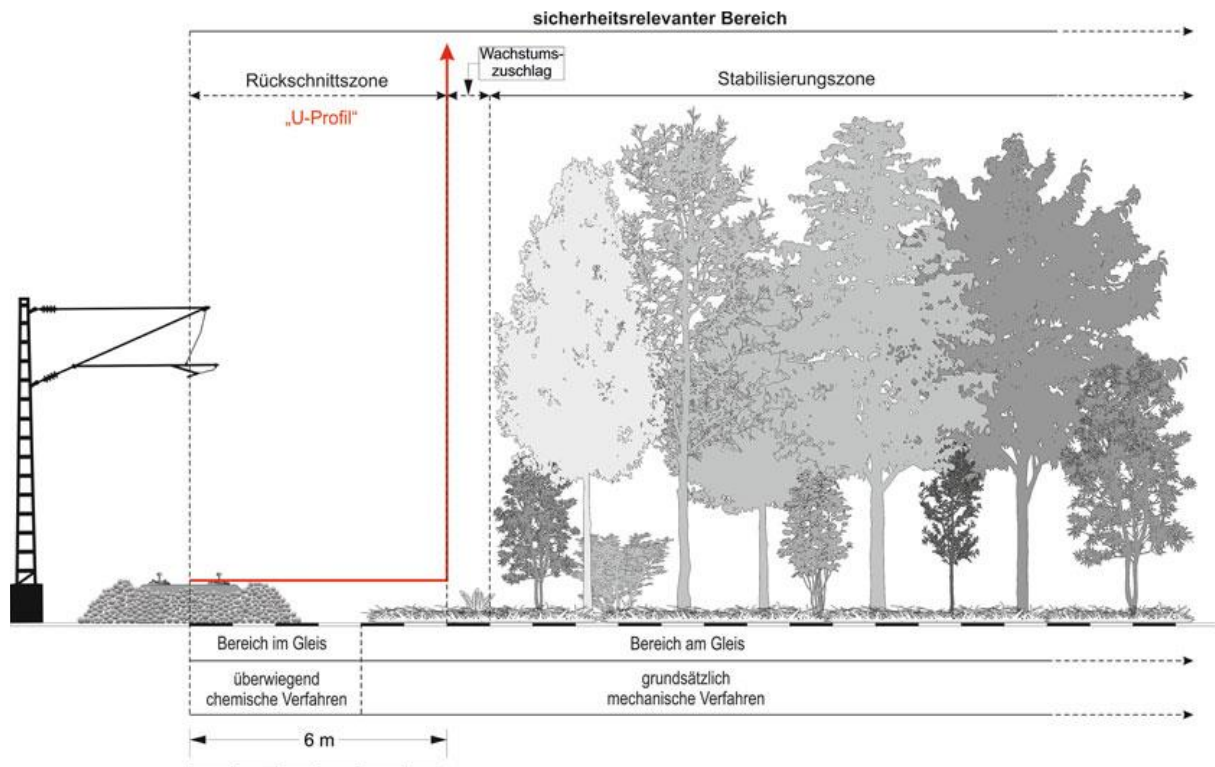 sicherheitsrelevanter Bereich
Wachstums-
zuschlag
Rückschnittszone
Stabilisierungszone
„U-Profil“
Bereich im Gleis
Bereich am Gleis
überwiegend
chemische Verfahren
grundsätzlich
mechanische Verfahren
6 m